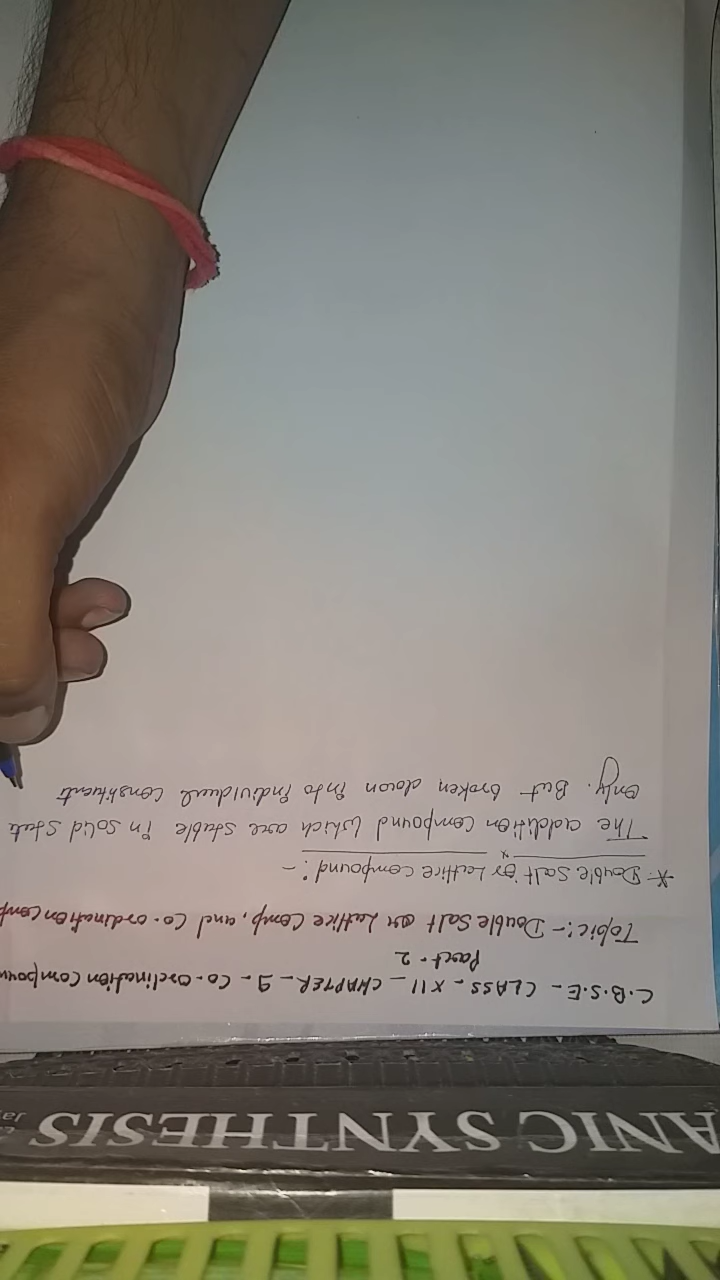 C.B.S.E - CLASS - XII - CHAPTER - 9 - Co-ordination Compoun
Part-2
Topic:- Double Salt or Lattice Comp, and Co-ordination comp
* Double Salt or Lattice Compound:-
The addition Compound which are stable in solid state
only. But broken down into individual constituent
ANIC SYNTHESIS